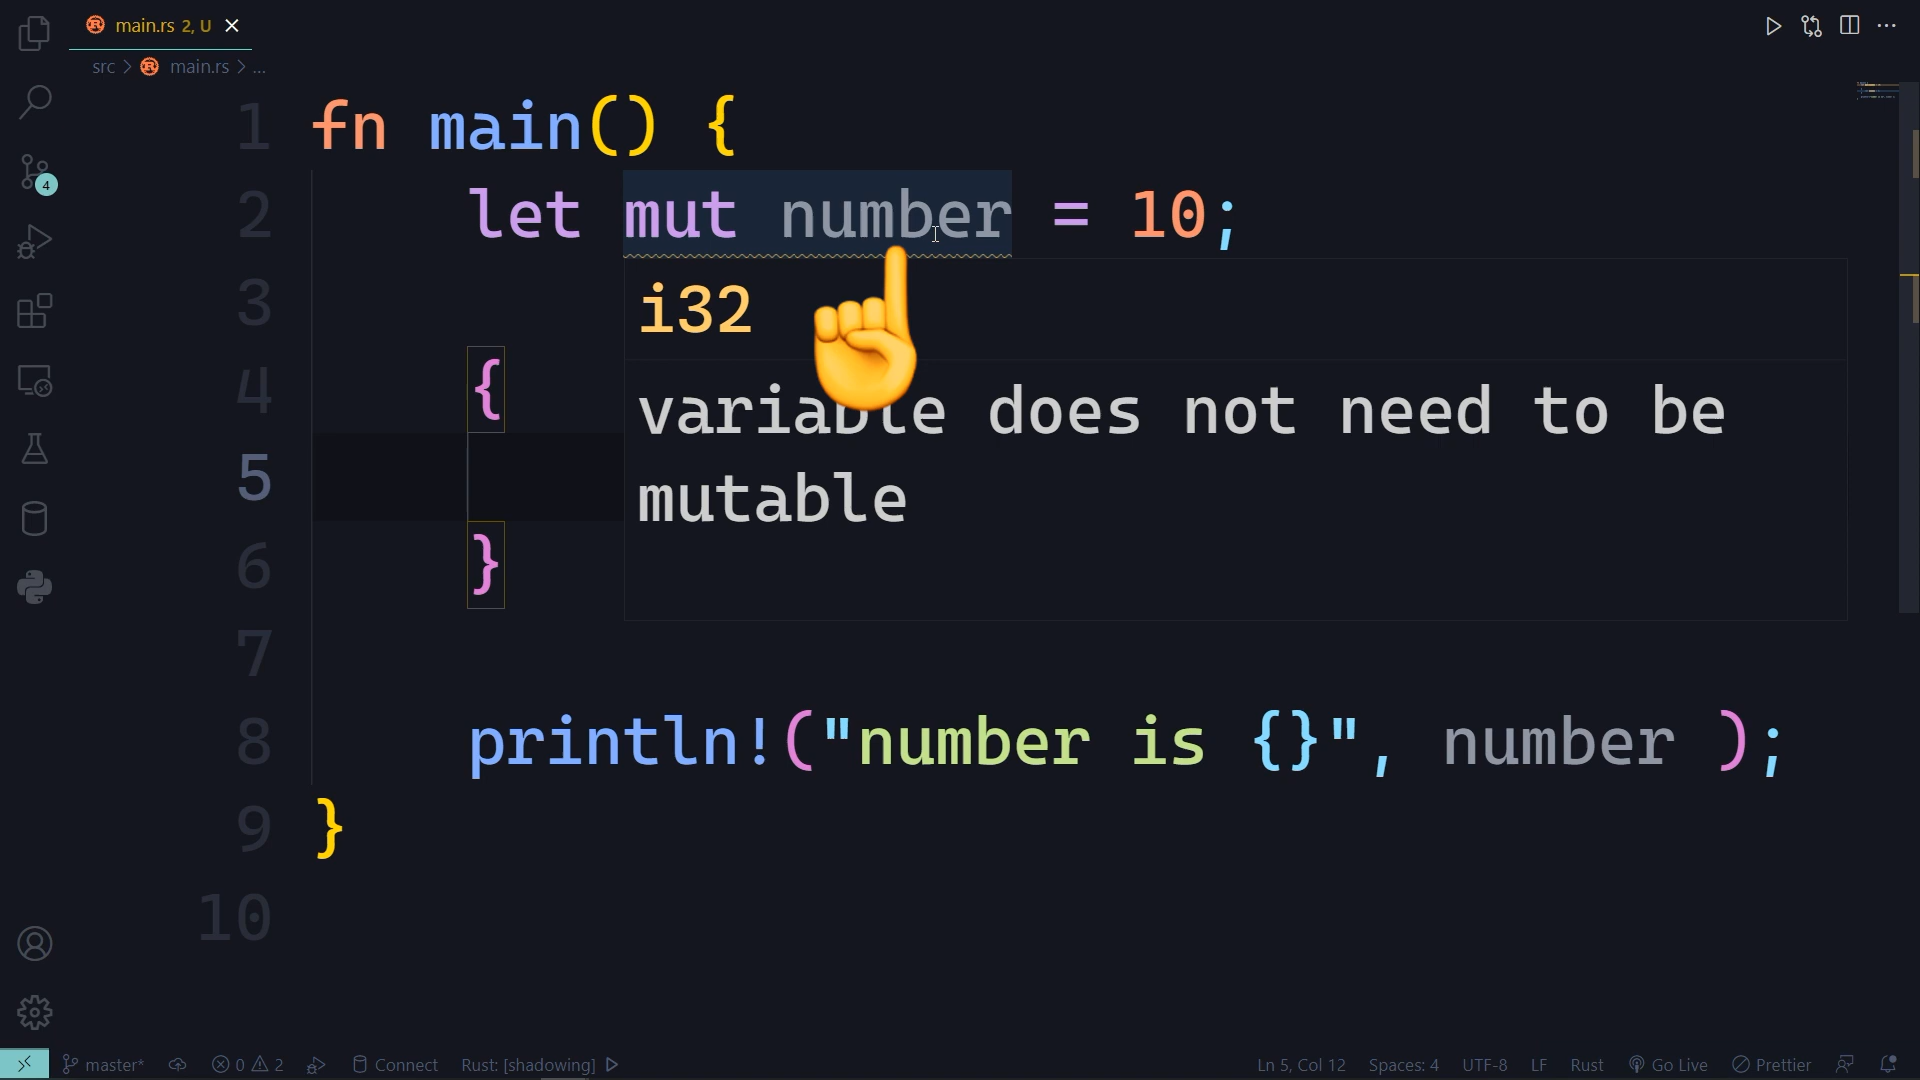 main.rs 2, U
src > main.rs > ...
1 fn main() {
2 let mut number = 10;
3
i32
4 {
variable does not need to be
5
mutable
6 }
7
8 println!("number is {}", number );
9 }
10
4
master* 0 2 Connect Rust: [shadowing] Ln 5, Col 12 Spaces: 4 UTF-8 LF Rust Go Live Prettier